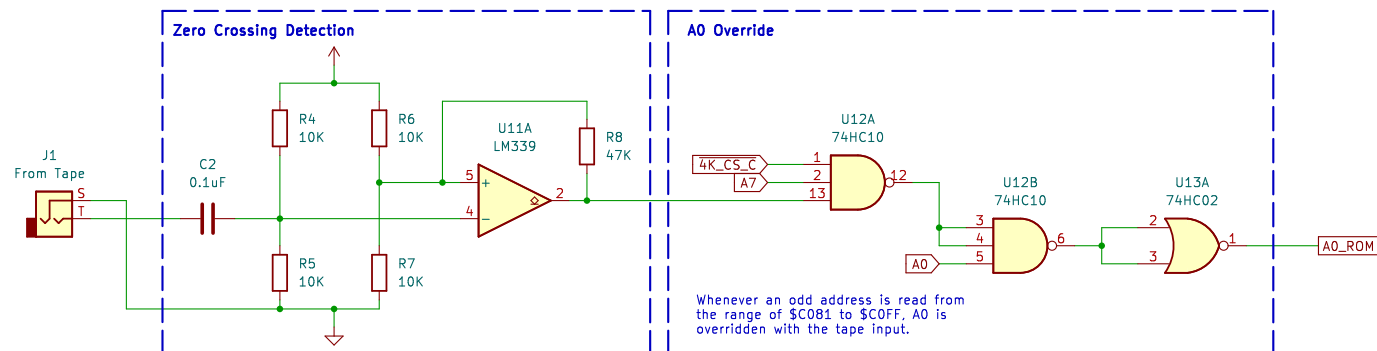 Zero Crossing Detection
A0 Override
J1
From Tape
S
T
C2
0.1uF
R4
10K
R5
10K
R6
10K
R7
10K
U11A
LM339
5
+
4
−
2
R8
47K
4K_CS_C
A7
1
2
13
U12A
74HC10
12
A0
3
4
5
U12B
74HC10
6
2
3
U13A
74HC02
1
A0_ROM
Whenever an odd address is read from
the range of $C081 to $C0FF, A0 is
overridden with the tape input.